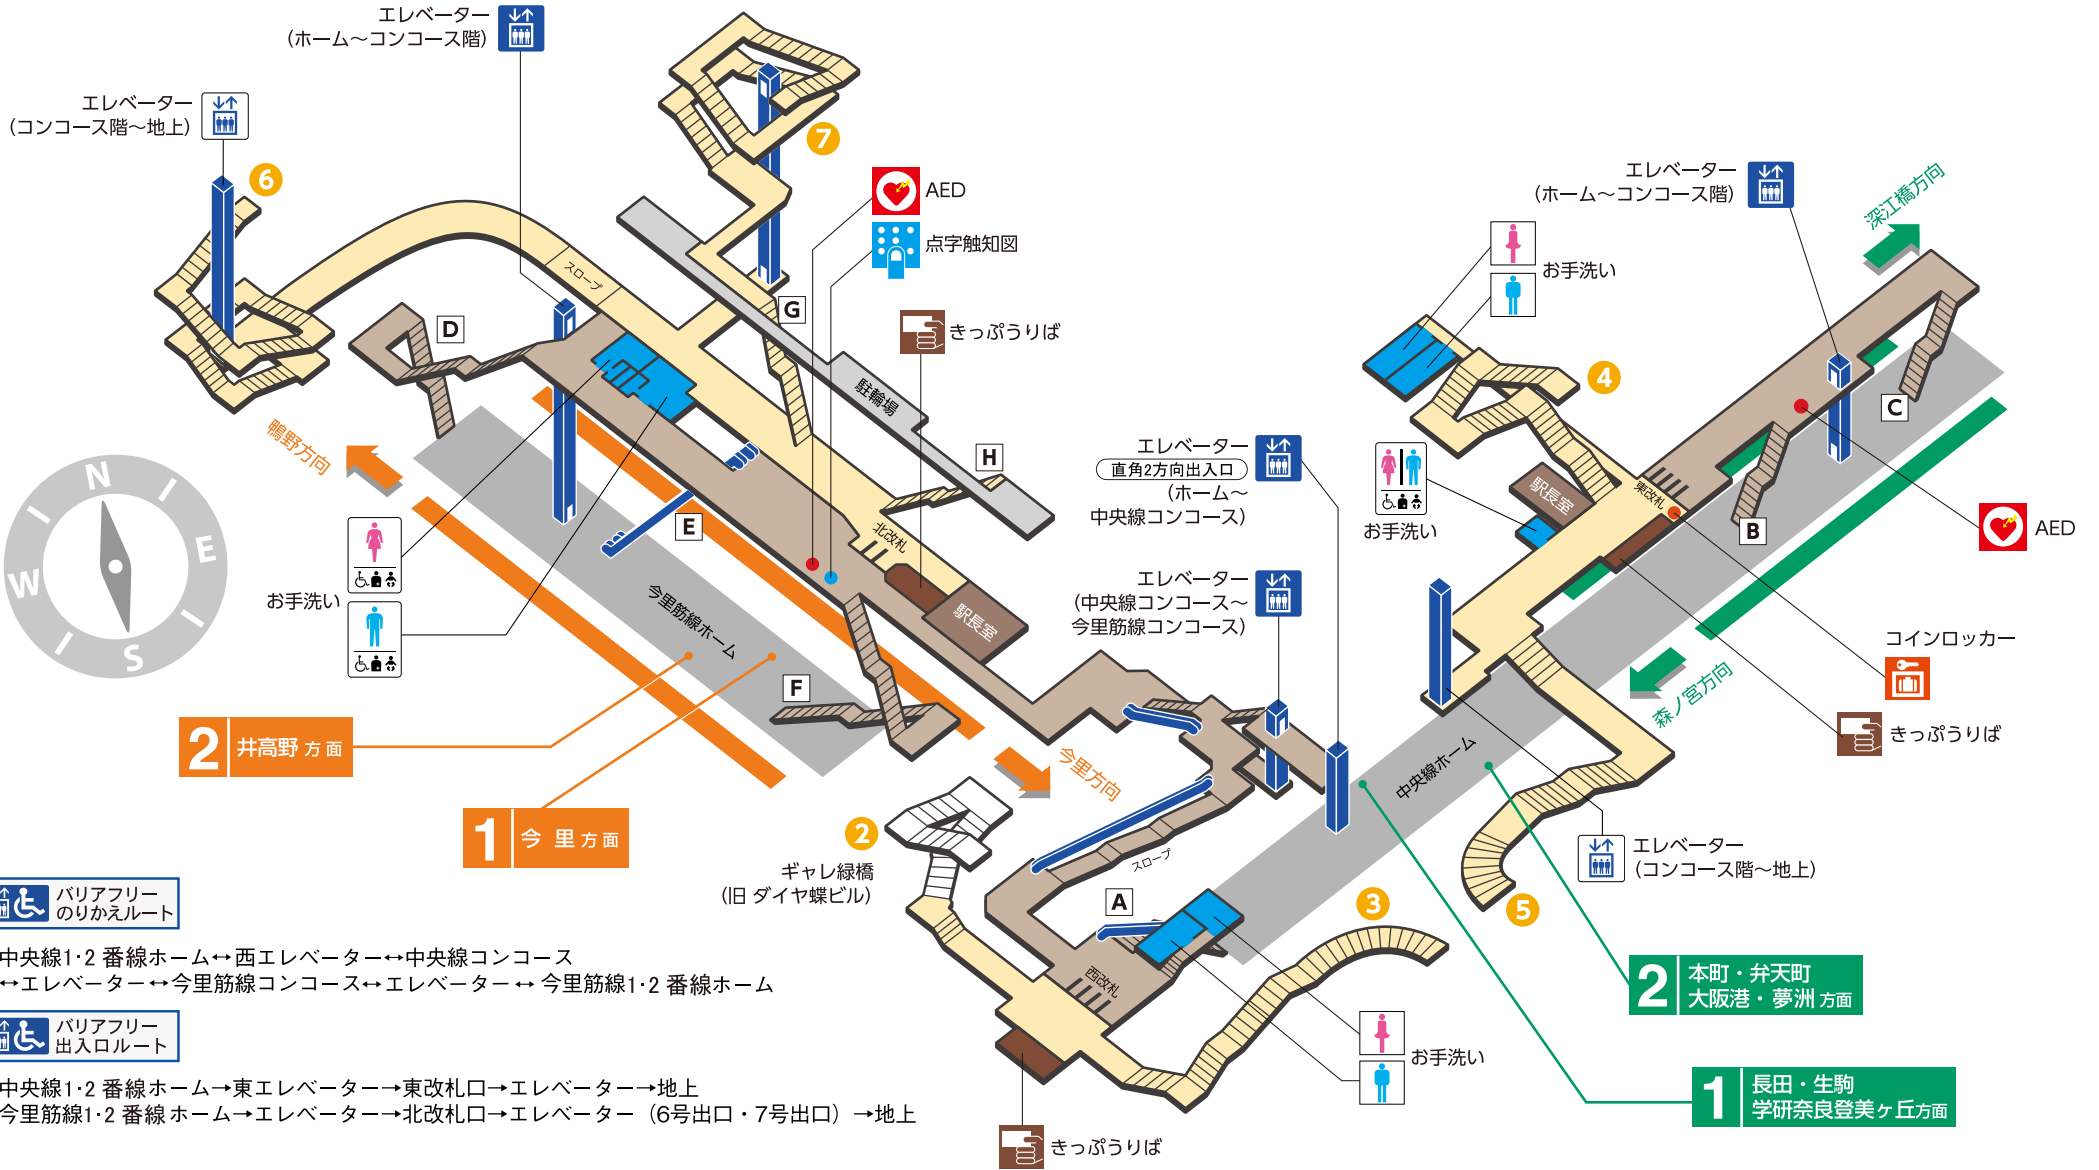 エレベーター
（ホーム〜コンコース階）
エレベーター
（コンコース階〜地上）
6
7
AED
点字触知図
きっぷうりば
スロープ
D
G
駐輪場
H
鴨野方向
N
E
S
W
I
I
I
I
E
北改札
駅長室
今里筋線ホーム
F
お手洗い
2 井高野 方面
1 今里 方面
今里方向
エレベーター
直角2方向出入口
（ホーム〜
中央線コンコース）
エレベーター
（中央線コンコース〜
今里筋線コンコース）
エレベーター
（ホーム〜コンコース階）
深江橋方向
お手洗い
4
C
お手洗い
駅長室
東改札
B
AED
コインロッカー
きっぷうりば
森ノ宮方向
中央線ホーム
エレベーター
（コンコース階〜地上）
5
2
ギャレ緑橋
（旧 ダイヤ蝶ビル）
スロープ
A
3
西改札
お手洗い
きっぷうりば
2 本町・弁天町
大阪港・夢洲 方面
1 長田・生駒
学研奈良登美ヶ丘方面
バリアフリー
のりかえルート
中央線1·2 番線ホーム↔西エレベーター↔中央線コンコース
↔エレベーター↔今里筋線コンコース↔エレベーター↔今里筋線1·2 番線ホーム
バリアフリー
出入口ルート
中央線1·2 番線ホーム→東エレベーター→東改札口→エレベーター→地上
今里筋線1·2 番線ホーム→エレベーター→北改札口→エレベーター（6号出口・7号出口）→地上